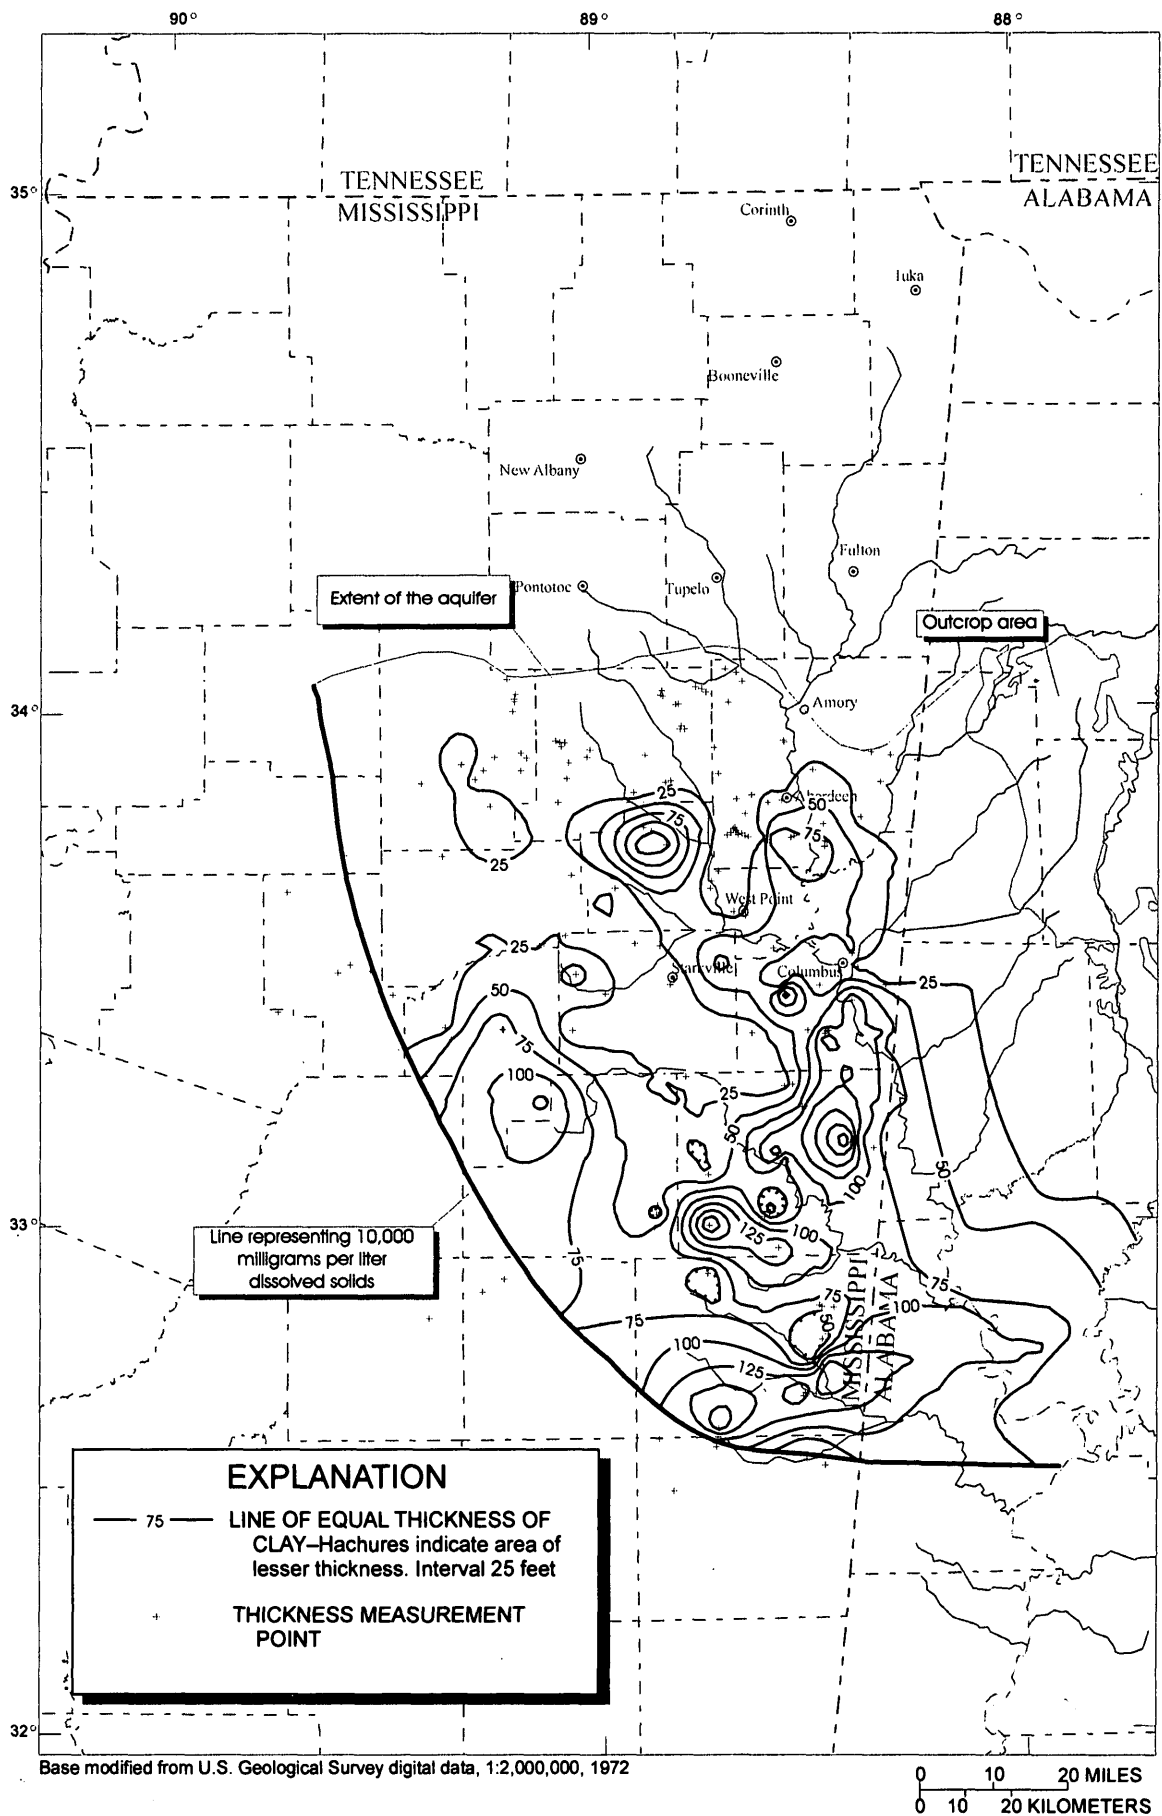 90°
89°
88°
TENNESSEE
MISSISSIPPI
TENNESSEE
ALABAMA
35°
Corinth
Iuka
Booneville
New Albany
Fulton
Pontotoc
Tupelo
Extent of the aquifer
Outcrop area
34°
Amory
25
Aberdeen
50
75
75
25
West Point
25
Starkville
Columbus
25
50
75
100
25
50
50
100
33°
Line representing 10,000
milligrams per liter
dissolved solids
125
100
75
75
75
100
75
50
100
125
MISSISSIPPI
ALABAMA
EXPLANATION
75 LINE OF EQUAL THICKNESS OF
CLAY–Hachures indicate area of
lesser thickness. Interval 25 feet
+ THICKNESS MEASUREMENT
POINT
32°
Base modified from U.S. Geological Survey digital data, 1:2,000,000, 1972
0 10 20 MILES
0 10 20 KILOMETERS